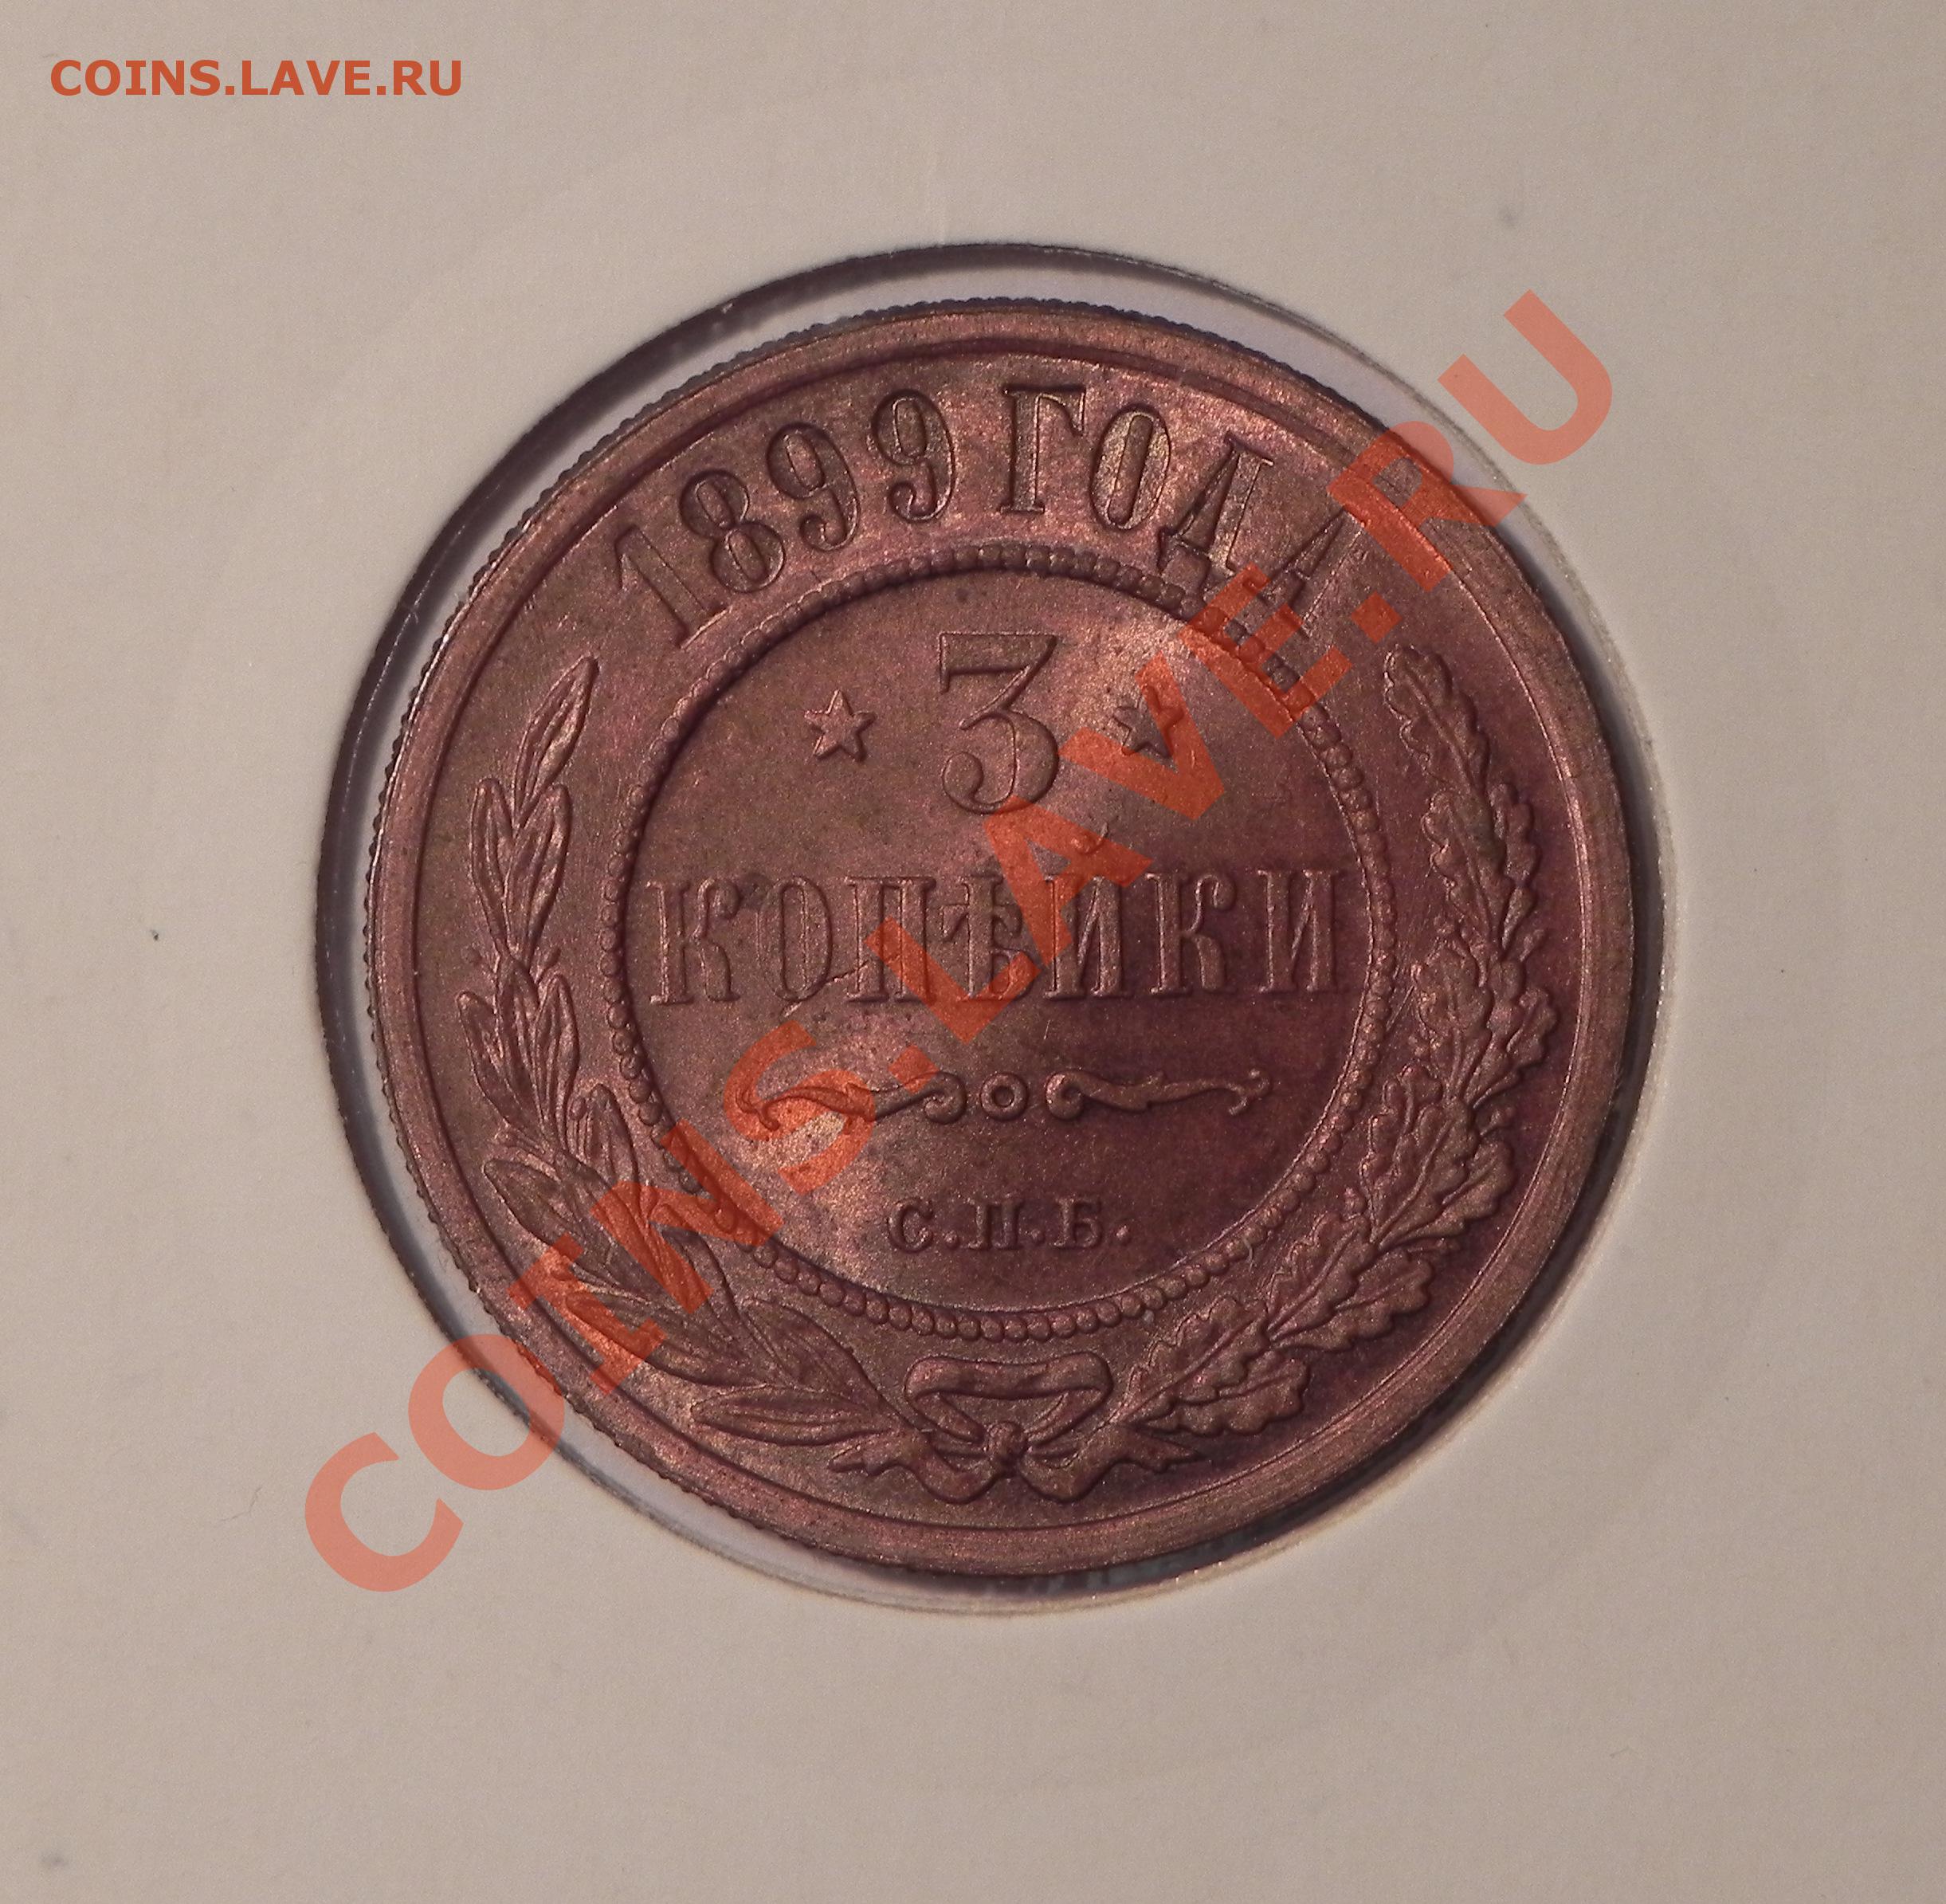 COINS.LAVE.RU
1899 ГОДА
3
КОПѢЙКИ
С.П.Б.
COINS.LAVE.RU